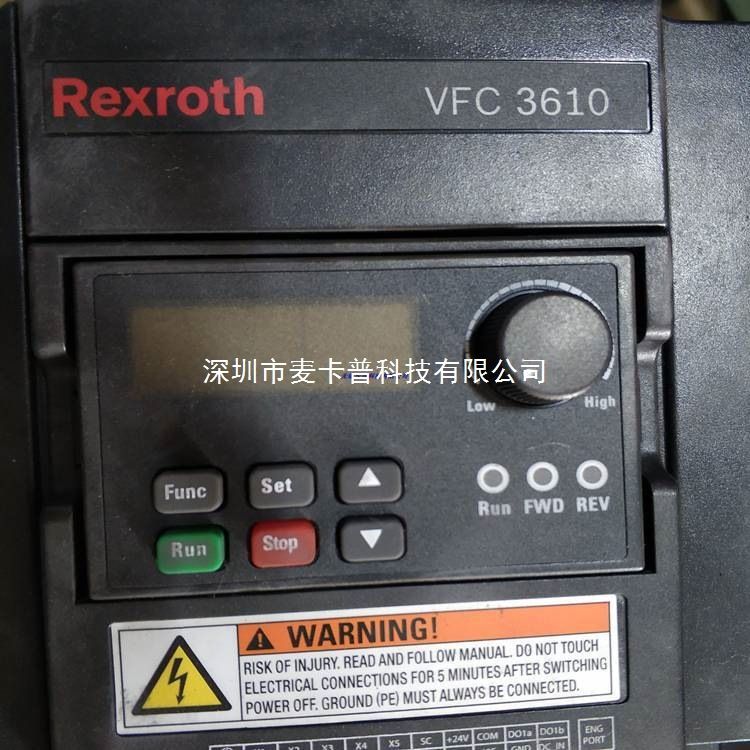 Rexroth VFC 3610
深圳市麦卡普科技有限公司
Low High
Func Set
Run FWD REV
Run Stop
WARNING!
RISK OF INJURY. READ AND FOLLOW MANUAL. DO NOT TOUCH
ELECTRICAL CONNECTIONS FOR 5 MINUTES AFTER SWITCHING
POWER OFF. GROUND (PE) MUST ALWAYS BE CONNECTED.
X2 X3 X4 X5 SC +24V COM DO1a DO1b ENG
PORT